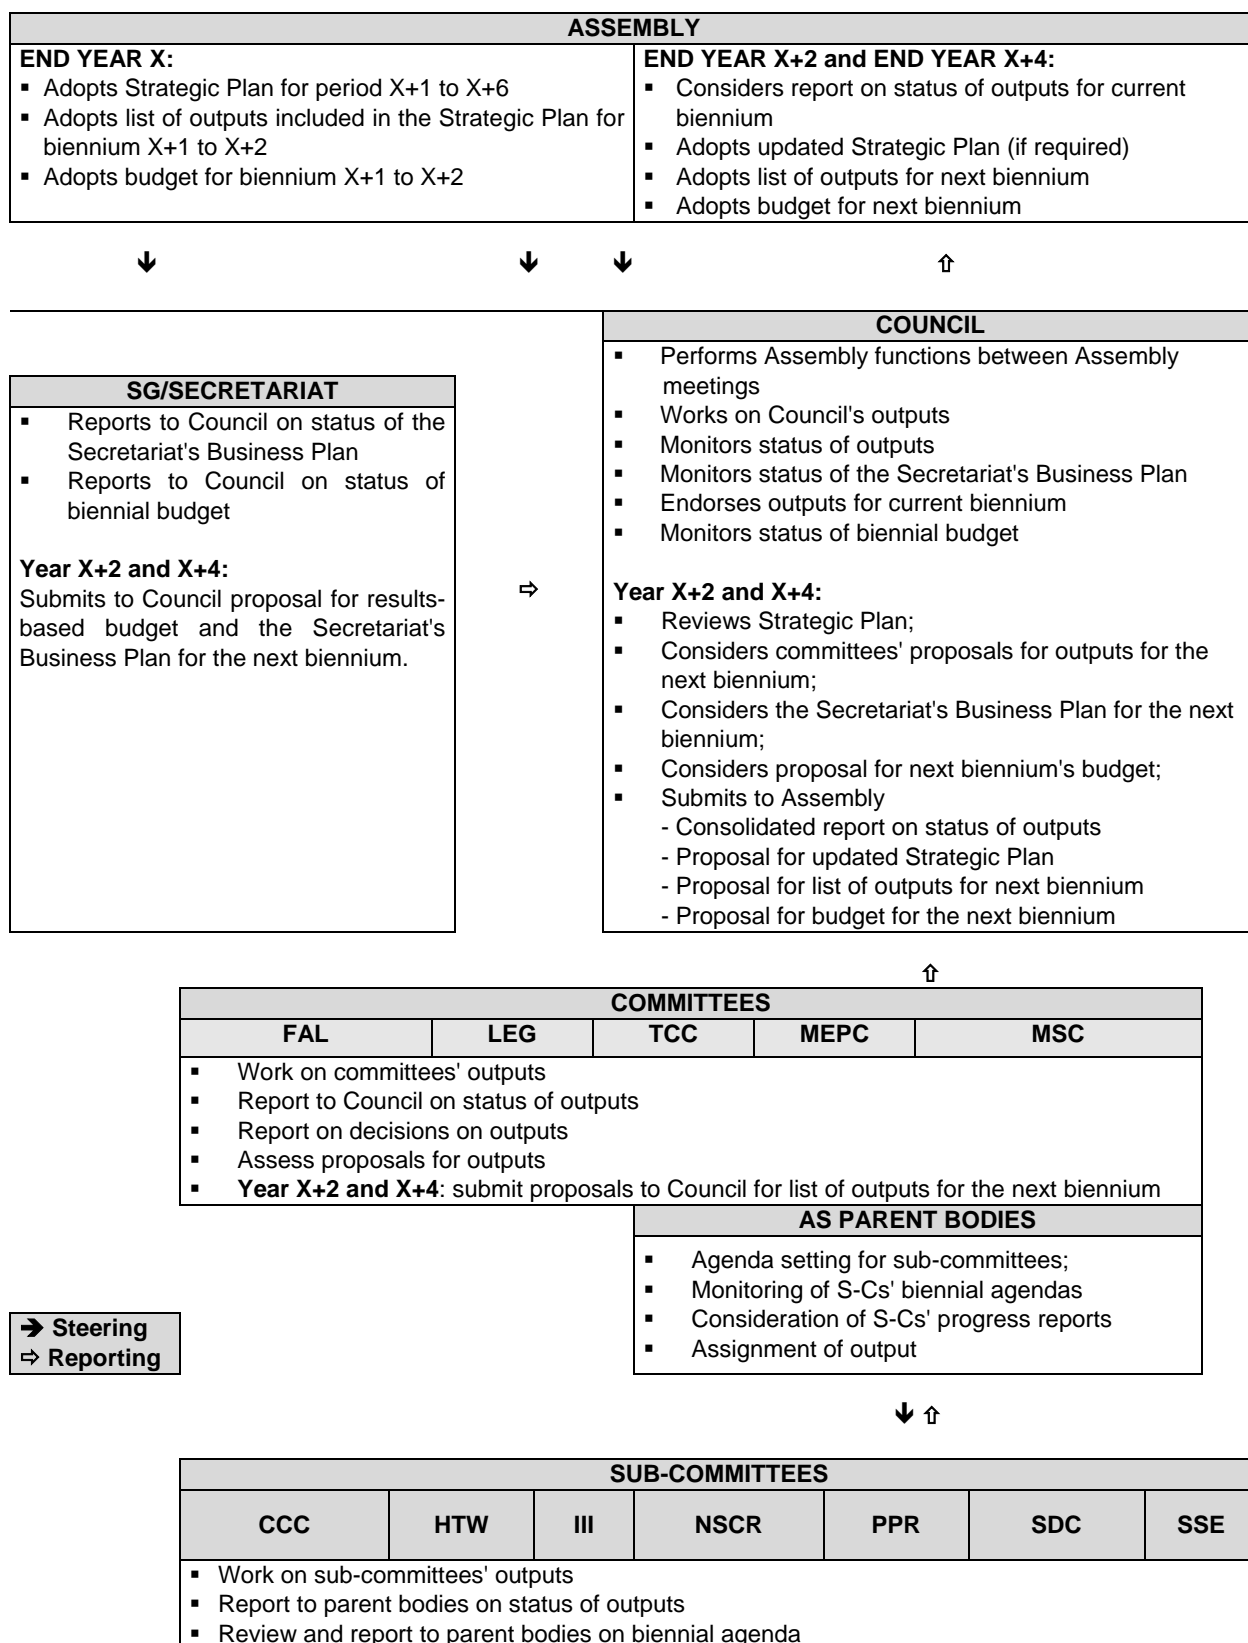 ASSEMBLY
END YEAR X:
▪ Adopts Strategic Plan for period X+1 to X+6
▪ Adopts list of outputs included in the Strategic Plan for
biennium X+1 to X+2
▪ Adopts budget for biennium X+1 to X+2
END YEAR X+2 and END YEAR X+4:
▪ Considers report on status of outputs for current
biennium
▪ Adopts updated Strategic Plan (if required)
▪ Adopts list of outputs for next biennium
▪ Adopts budget for next biennium
🡻 🡻 🡻 ⇧
SG/SECRETARIAT
▪ Reports to Council on status of the
Secretariat's Business Plan
▪ Reports to Council on status of
biennial budget
Year X+2 and X+4:
Submits to Council proposal for results-
based budget and the Secretariat's
Business Plan for the next biennium.
⇨
COUNCIL
▪ Performs Assembly functions between Assembly
meetings
▪ Works on Council's outputs
▪ Monitors status of outputs
▪ Monitors status of the Secretariat's Business Plan
▪ Endorses outputs for current biennium
▪ Monitors status of biennial budget
Year X+2 and X+4:
▪ Reviews Strategic Plan;
▪ Considers committees' proposals for outputs for the
next biennium;
▪ Considers the Secretariat's Business Plan for the next
biennium;
▪ Considers proposal for next biennium's budget;
▪ Submits to Assembly
- Consolidated report on status of outputs
- Proposal for updated Strategic Plan
- Proposal for list of outputs for next biennium
- Proposal for budget for the next biennium
⇧
COMMITTEES
FAL LEG TCC MEPC MSC
▪ Work on committees' outputs
▪ Report to Council on status of outputs
▪ Report on decisions on outputs
▪ Assess proposals for outputs
▪ Year X+2 and X+4: submit proposals to Council for list of outputs for the next biennium
AS PARENT BODIES
▪ Agenda setting for sub-committees;
▪ Monitoring of S-Cs' biennial agendas
▪ Consideration of S-Cs' progress reports
▪ Assignment of output
➔ Steering
⇨ Reporting
🡻 ⇧
SUB-COMMITTEES
CCC HTW III NSCR PPR SDC SSE
▪ Work on sub-committees' outputs
▪ Report to parent bodies on status of outputs
▪ Review and report to parent bodies on biennial agenda